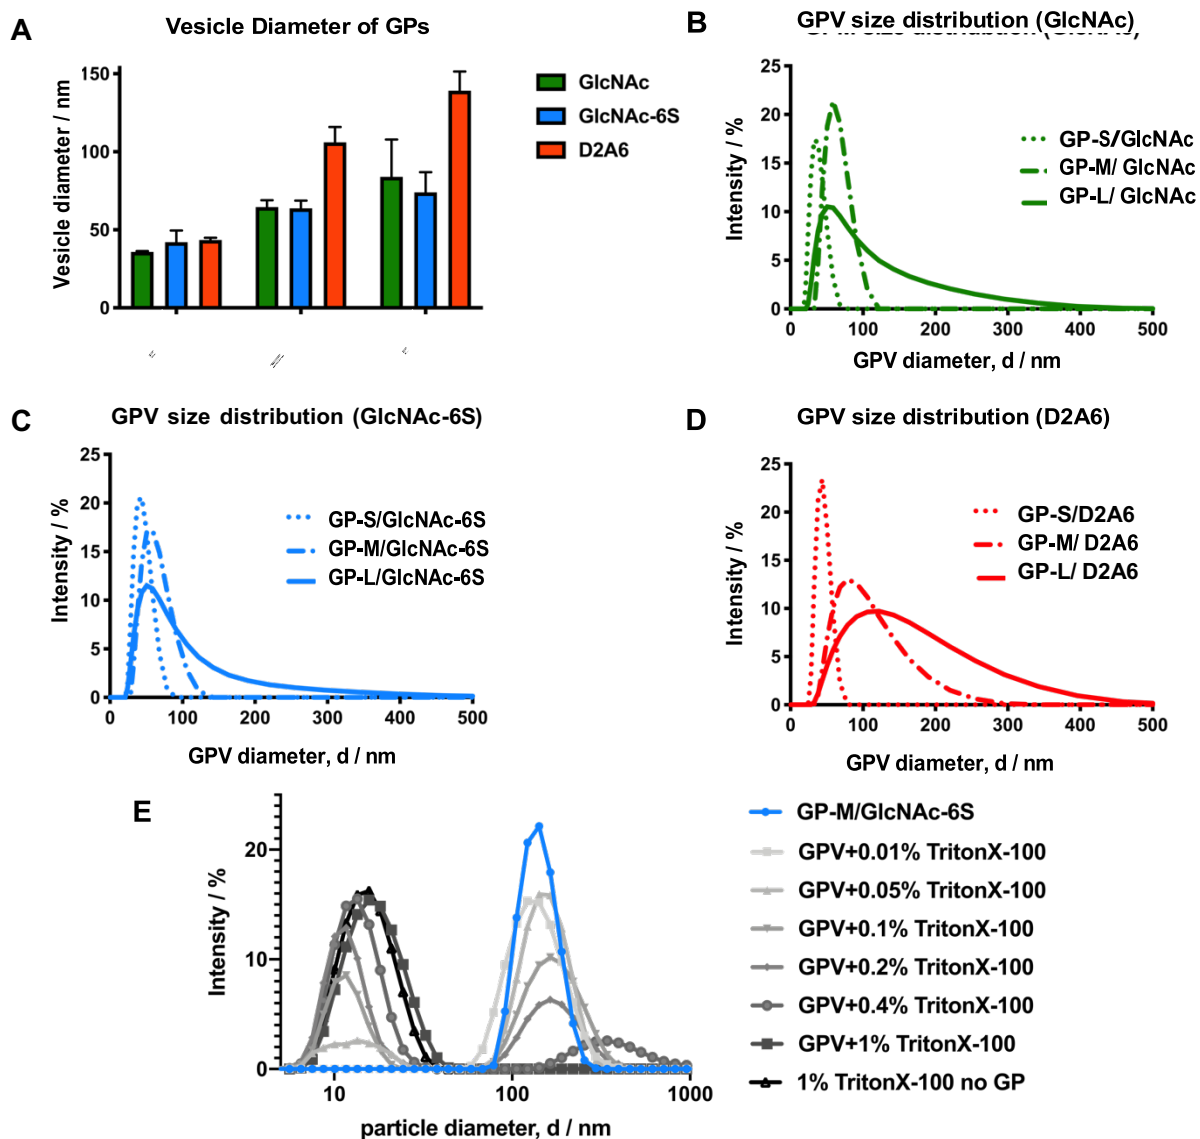 A
Vesicle Diameter of GPs
Vesicle diameter / nm
150
100
50
0
GlcNAc
GlcNAc-6S
D2A6
B
GPV size distribution (GlcNAc)
Intensity / %
25
20
15
10
5
0
GP-S/GlcNAc
GP-M/ GlcNAc
GP-L/ GlcNAc
0 100 200 300 400 500
GPV diameter, d / nm
C
GPV size distribution (GlcNAc-6S)
Intensity / %
25
20
15
10
5
0
GP-S/GlcNAc-6S
GP-M/GlcNAc-6S
GP-L/GlcNAc-6S
0 100 200 300 400 500
GPV diameter, d / nm
D
GPV size distribution (D2A6)
Intensity / %
25
20
15
10
5
0
GP-S/D2A6
GP-M/ D2A6
GP-L/ D2A6
0 100 200 300 400 500
GPV diameter, d / nm
E
Intensity / %
20
10
0
10 100 1000
particle diameter, d / nm
GP-M/GlcNAc-6S
GPV+0.01% TritonX-100
GPV+0.05% TritonX-100
GPV+0.1% TritonX-100
GPV+0.2% TritonX-100
GPV+0.4% TritonX-100
GPV+1% TritonX-100
1% TritonX-100 no GP